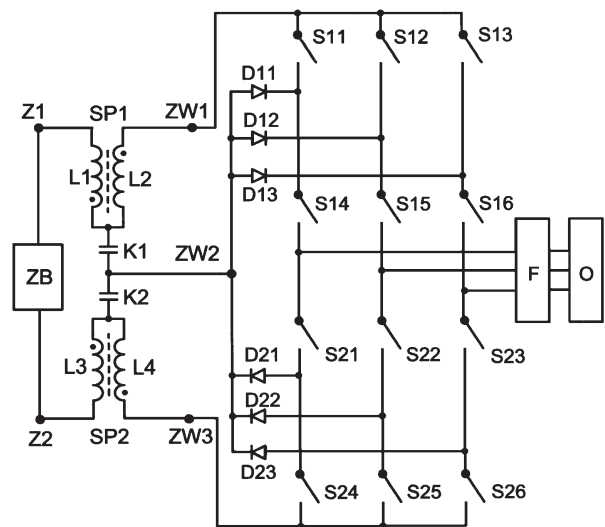 S11 S12 S13
D11
Z1 SP1 ZW1
D12
D13
L1 L2
S14 S15 S16
K1
ZB ZW2
F O
K2
S21 S22 S23
L3 L4
D21
D22
Z2 SP2 ZW3
D23
S24 S25 S26